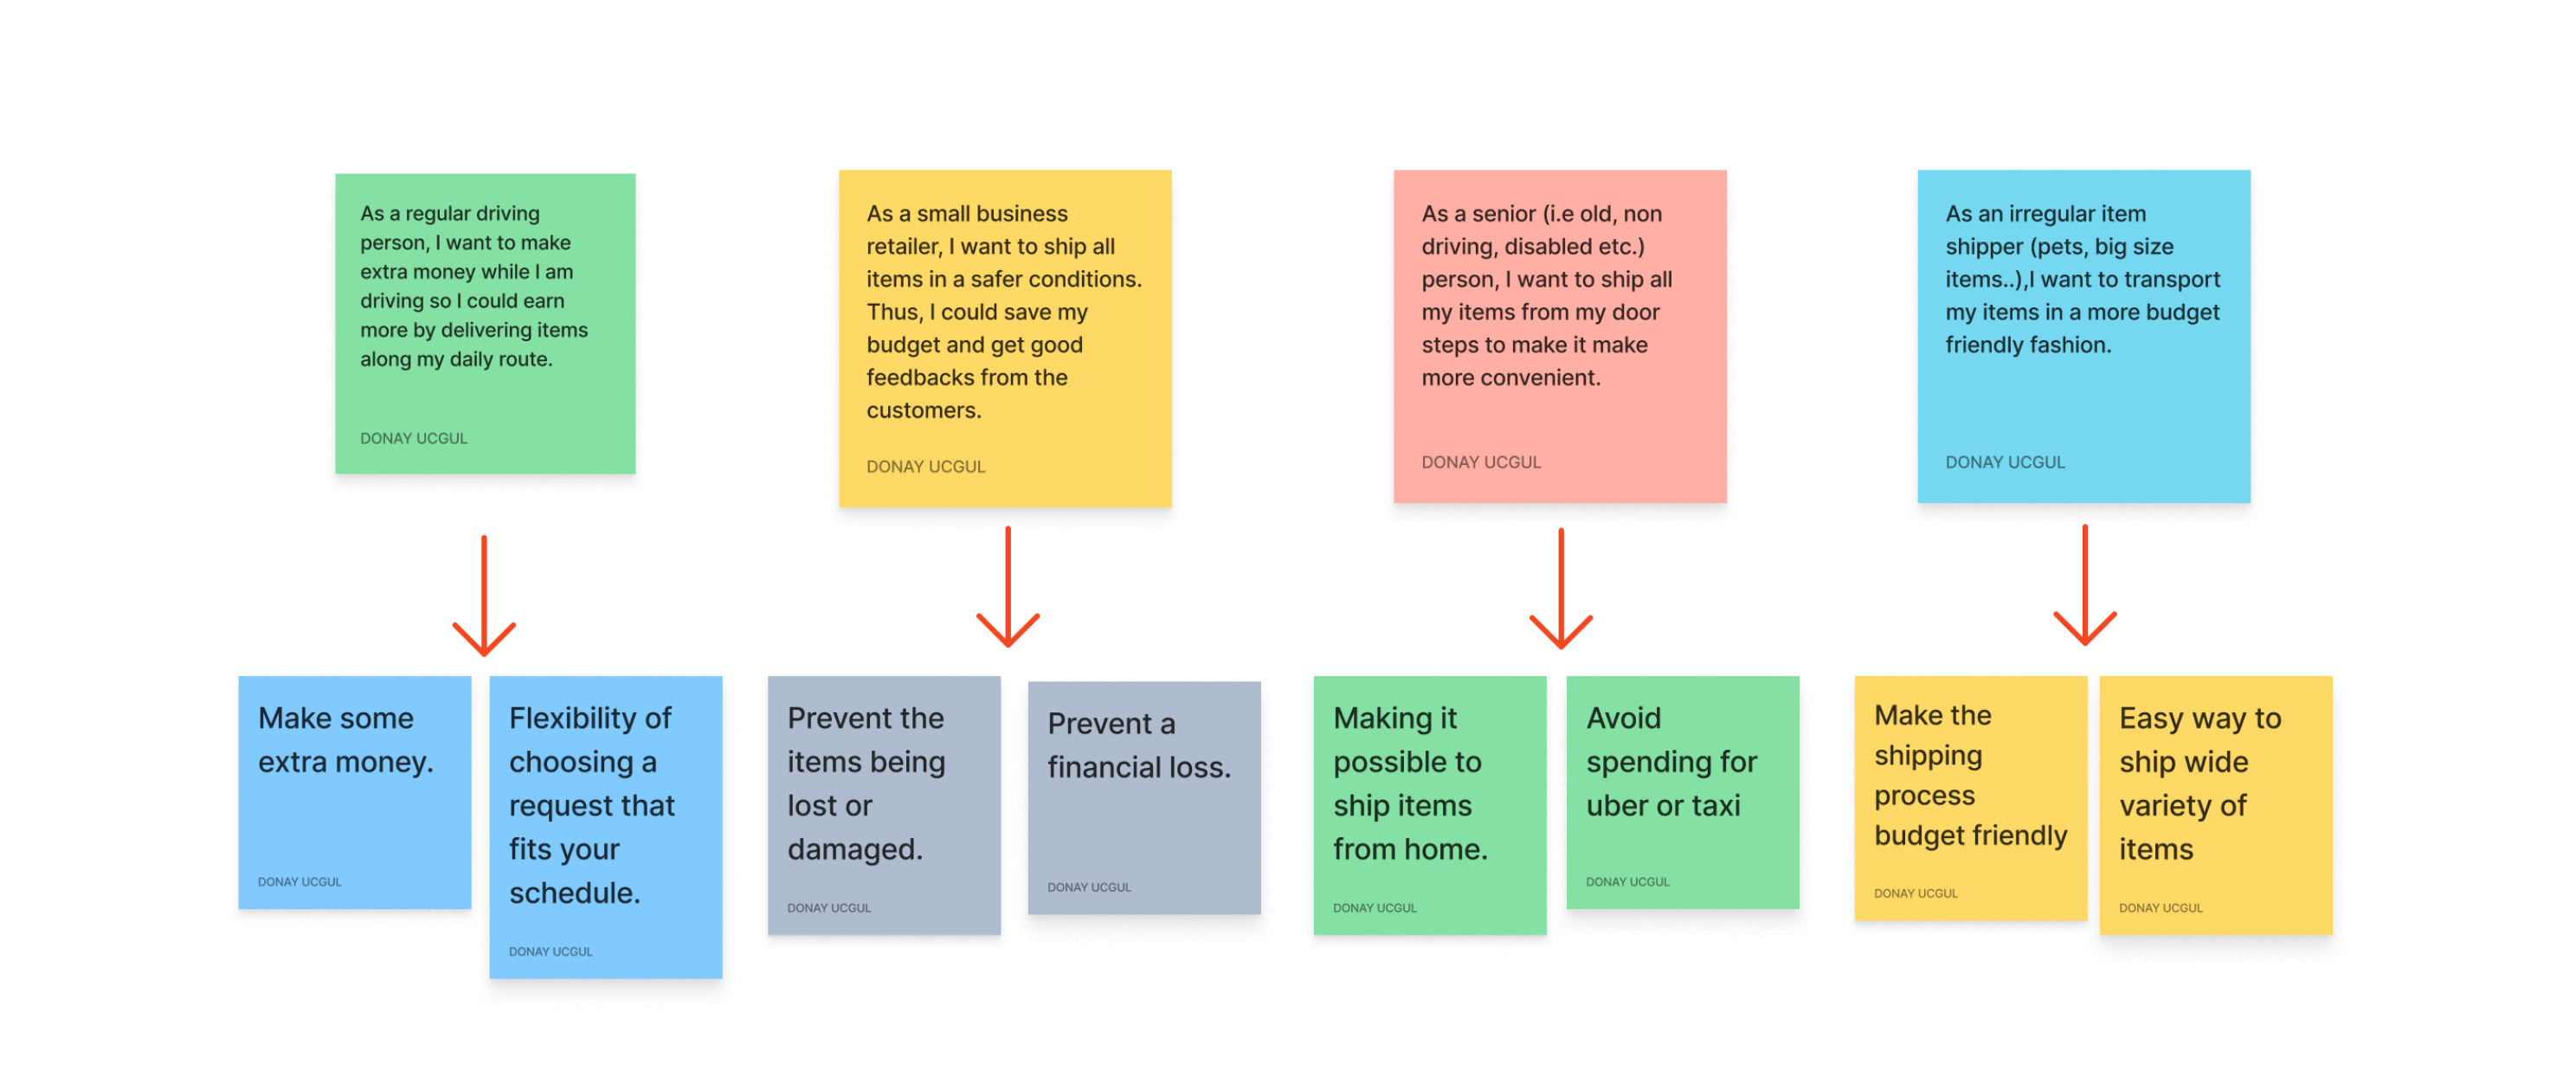 As a regular driving
person, I want to make
extra money while I am
driving so I could earn
more by delivering items
along my daily route.
DONAY UCGUL
As a small business
retailer, I want to ship all
items in a safer conditions.
Thus, I could save my
budget and get good
feedbacks from the
customers.
DONAY UCGUL
As a senior (i.e old, non
driving, disabled etc.)
person, I want to ship all
my items from my door
steps to make it make
more convenient.
DONAY UCGUL
As an irregular item
shipper (pets, big size
items..),I want to transport
my items in a more budget
friendly fashion.
DONAY UCGUL
Make some
extra money.
DONAY UCGUL
Flexibility of
choosing a
request that
fits your
schedule.
DONAY UCGUL
Prevent the
items being
lost or
damaged.
DONAY UCGUL
Prevent a
financial loss.
DONAY UCGUL
Making it
possible to
ship items
from home.
DONAY UCGUL
Avoid
spending for
uber or taxi
DONAY UCGUL
Make the
shipping
process
budget friendly
DONAY UCGUL
Easy way to
ship wide
variety of
items
DONAY UCGUL